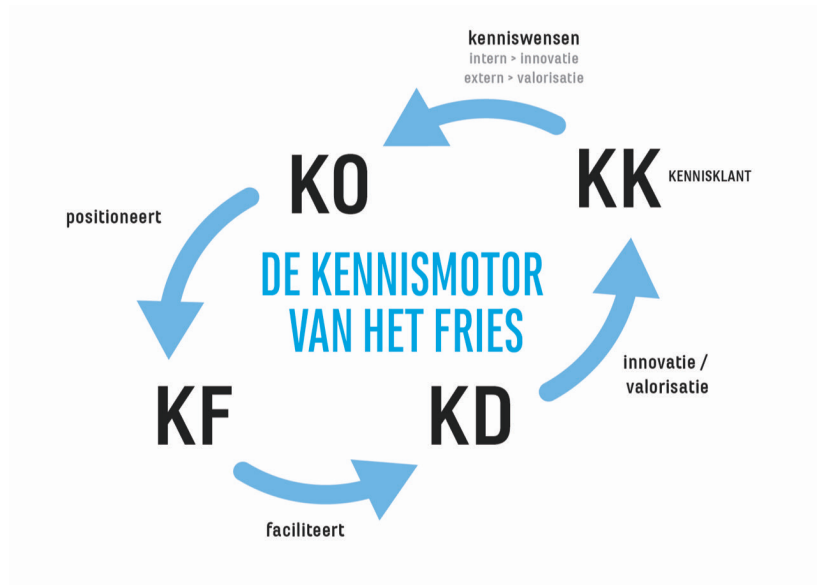 kenniswensen
intern > innovatie
extern > valorisatie
KO
KK KENNISKLANT
positioneert
DE KENNISMOTOR
VAN HET FRIES
innovatie /
valorisatie
KF
KD
faciliteert